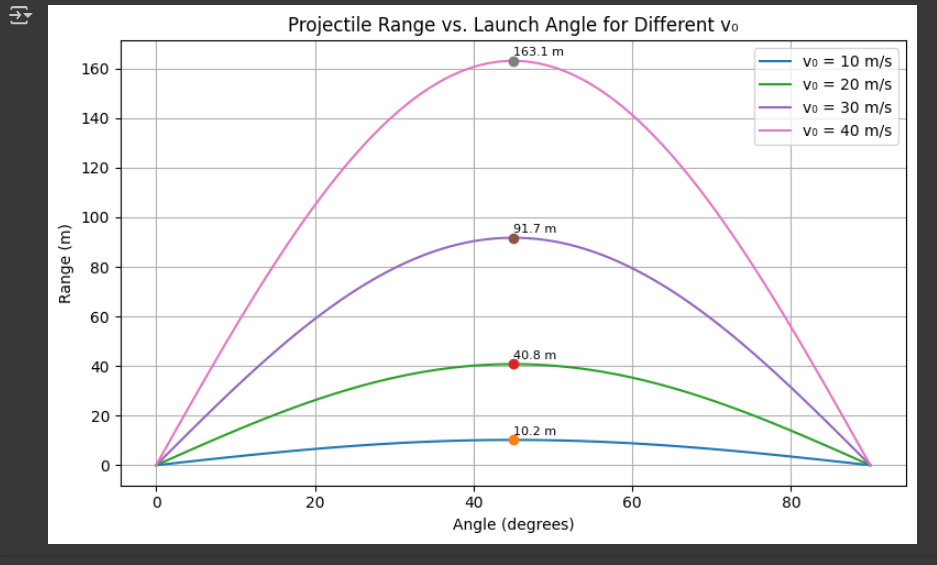 Projectile Range vs. Launch Angle for Different v₀
163.1 m
v₀ = 10 m/s
v₀ = 20 m/s
v₀ = 30 m/s
v₀ = 40 m/s
160
140
120
100
91.7 m
80
60
40.8 m
40
20
10.2 m
0
Range (m)
0 20 40 60 80
Angle (degrees)